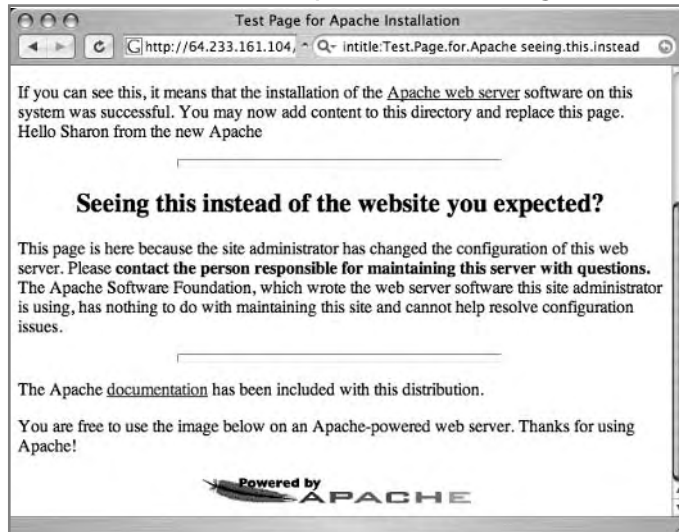 Test Page for Apache Installation
http://64.233.161.104, intitle:Test.Page.for.Apache seeing.this.instead
If you can see this, it means that the installation of the Apache web server software on this
system was successful. You may now add content to this directory and replace this page.
Hello Sharon from the new Apache
Seeing this instead of the website you expected?
This page is here because the site administrator has changed the configuration of this web
server. Please contact the person responsible for maintaining this server with questions.
The Apache Software Foundation, which wrote the web server software this site administrator
is using, has nothing to do with maintaining this site and cannot help resolve configuration
issues.
The Apache documentation has been included with this distribution.
You are free to use the image below on an Apache-powered web server. Thanks for using
Apache!
Powered by
APACHE